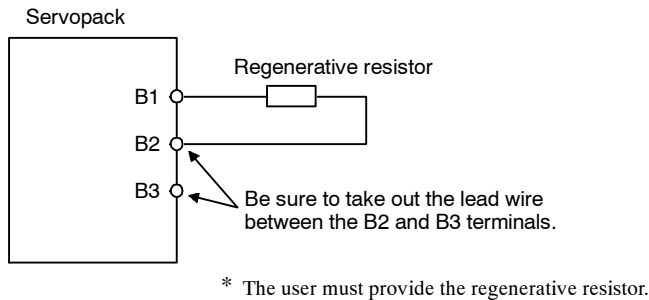 Servopack
Regenerative resistor
B1
B2
B3
Be sure to take out the lead wire
between the B2 and B3 terminals.
* The user must provide the regenerative resistor.